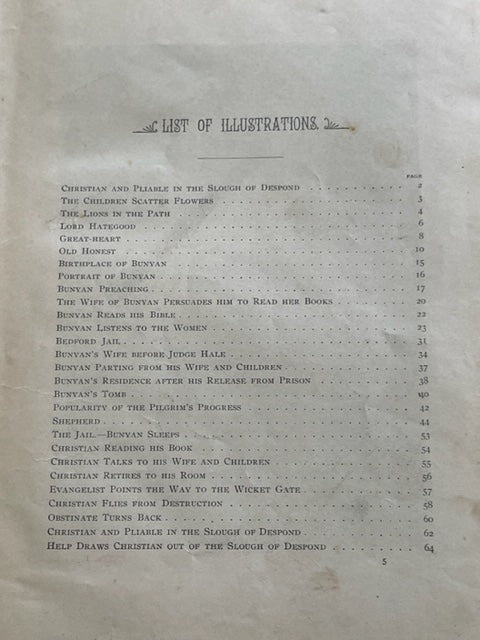 LIST OF ILLUSTRATIONS.
PAGE
CHRISTIAN AND PLIABLE IN THE SLOUGH OF DESPOND . . . . . . . . . . 2
THE CHILDREN SCATTER FLOWERS . . . . . . . . . . . . . . . . . 3
THE LIONS IN THE PATH . . . . . . . . . . . . . . . . . . . . 4
LORD HATEGOOD . . . . . . . . . . . . . . . . . . . . . . . 6
GREAT-HEART . . . . . . . . . . . . . . . . . . . . . . . . 8
OLD HONEST . . . . . . . . . . . . . . . . . . . . . . . . 10
BIRTHPLACE OF BUNYAN . . . . . . . . . . . . . . . . . . . . 15
PORTRAIT OF BUNYAN . . . . . . . . . . . . . . . . . . . . . 16
BUNYAN PREACHING . . . . . . . . . . . . . . . . . . . . . . 17
THE WIFE OF BUNYAN PERSUADES HIM TO READ HER BOOKS . . . . . . . . 20
BUNYAN READS HIS BIBLE . . . . . . . . . . . . . . . . . . . . 22
BUNYAN LISTENS TO THE WOMEN . . . . . . . . . . . . . . . . . 23
BEDFORD JAIL . . . . . . . . . . . . . . . . . . . . . . . . 31
BUNYAN'S WIFE BEFORE JUDGE HALE . . . . . . . . . . . . . . . . 34
BUNYAN PARTING FROM HIS WIFE AND CHILDREN . . . . . . . . . . . . 37
BUNYAN'S RESIDENCE AFTER HIS RELEASE FROM PRISON . . . . . . . . . 38
BUNYAN'S TOMB . . . . . . . . . . . . . . . . . . . . . . . 40
POPULARITY OF THE PILGRIM'S PROGRESS . . . . . . . . . . . . . . 42
SHEPHERD . . . . . . . . . . . . . . . . . . . . . . . . . 44
THE JAIL.—BUNYAN SLEEPS . . . . . . . . . . . . . . . . . . . 53
CHRISTIAN READING HIS BOOK . . . . . . . . . . . . . . . . . . 54
CHRISTIAN TALKS TO HIS WIFE AND CHILDREN . . . . . . . . . . . . . 55
CHRISTIAN RETIRES TO HIS ROOM . . . . . . . . . . . . . . . . . 56
EVANGELIST POINTS THE WAY TO THE WICKET GATE . . . . . . . . . . . 57
CHRISTIAN FLIES FROM DESTRUCTION . . . . . . . . . . . . . . . . 58
OBSTINATE TURNS BACK . . . . . . . . . . . . . . . . . . . . . 60
CHRISTIAN AND PLIABLE IN THE SLOUGH OF DESPOND . . . . . . . . . . 62
HELP DRAWS CHRISTIAN OUT OF THE SLOUGH OF DESPOND . . . . . . . . 64
5